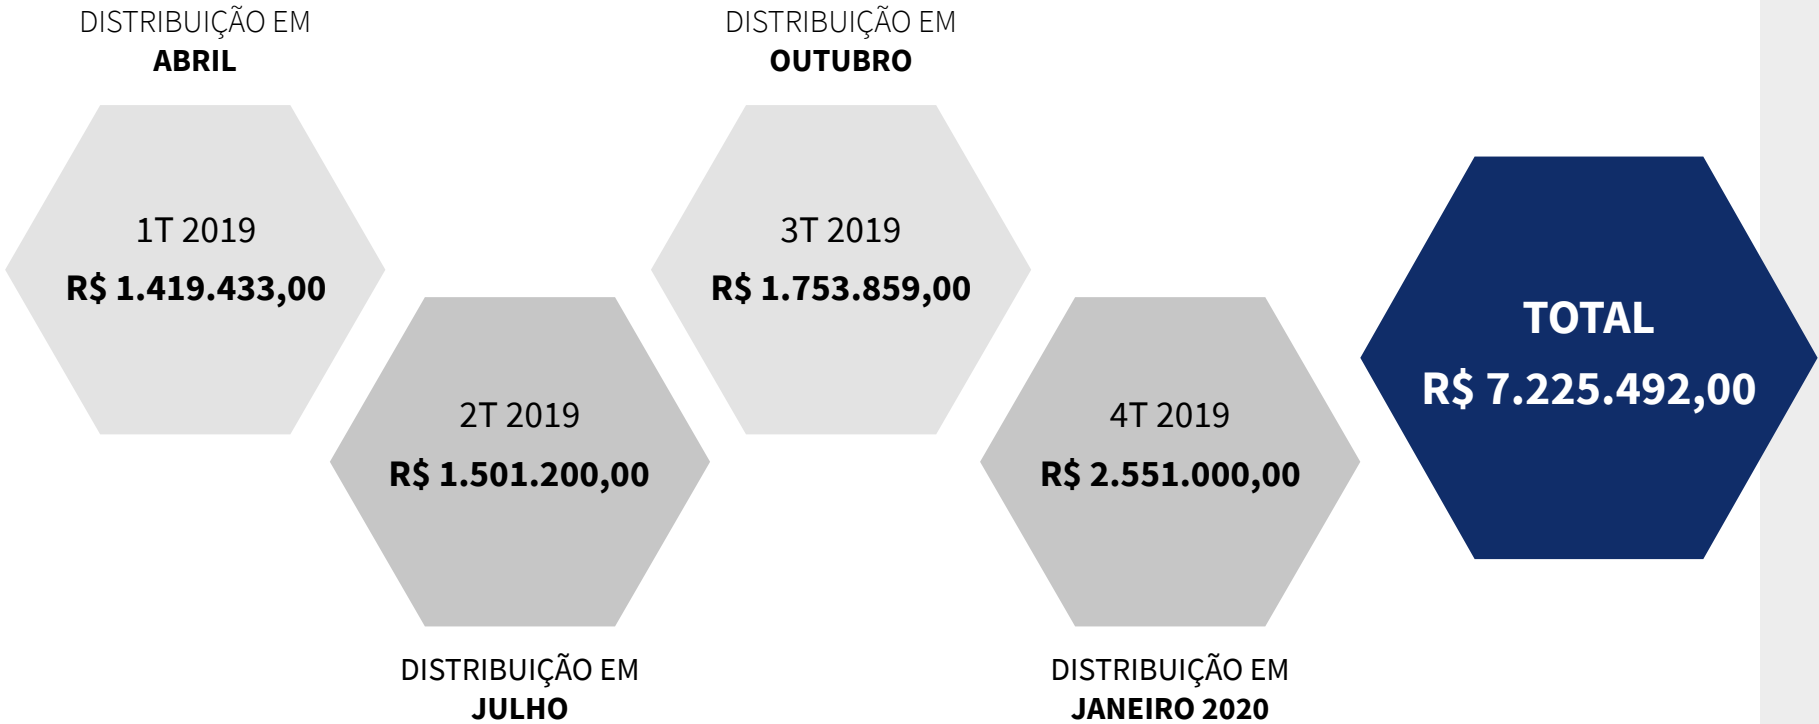 DISTRIBUIÇÃO EM
ABRIL
1T 2019
R$ 1.419.433,00
2T 2019
R$ 1.501.200,00
DISTRIBUIÇÃO EM
JULHO
DISTRIBUIÇÃO EM
OUTUBRO
3T 2019
R$ 1.753.859,00
4T 2019
R$ 2.551.000,00
DISTRIBUIÇÃO EM
JANEIRO 2020
TOTAL
R$ 7.225.492,00